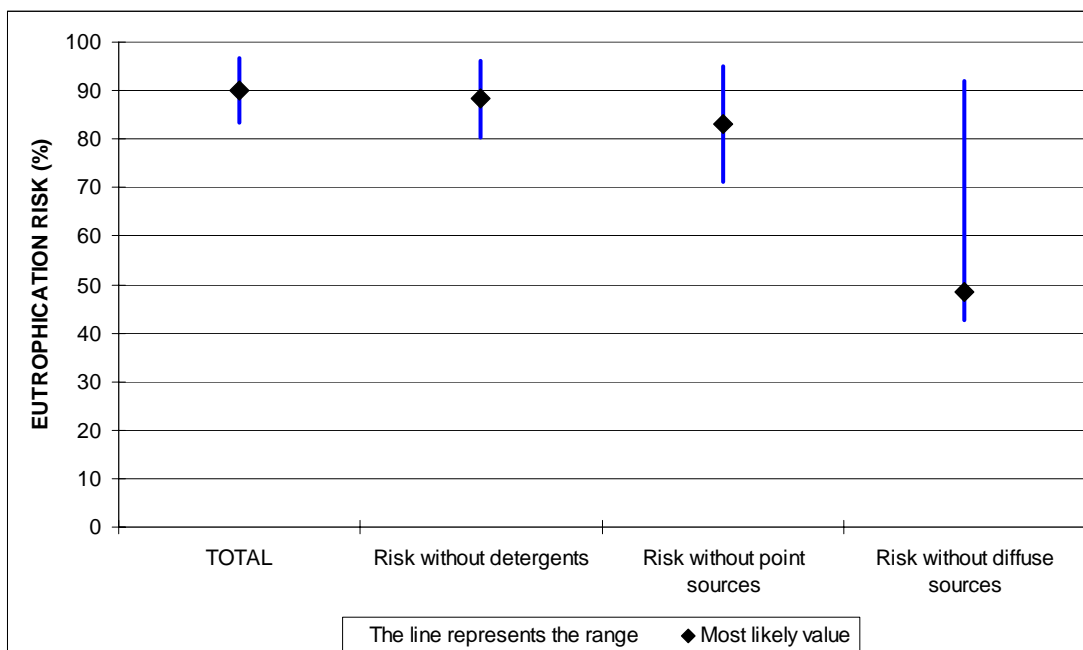 EUTROPHICATION RISK (%)
100
90
80
70
60
50
40
30
20
10
0
TOTAL
Risk without detergents
Risk without point
sources
Risk without diffuse
sources
The line represents the range
Most likely value